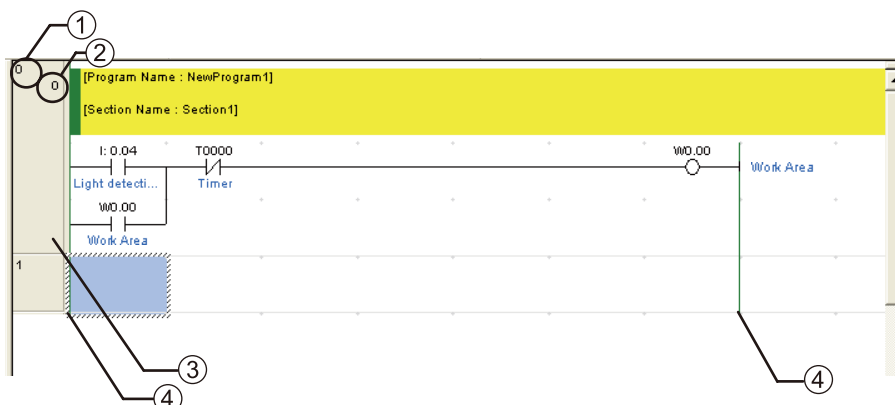 ①
②
0
0
[Program Name : NewProgram1]
[Section Name : Section1]
I: 0.04 T0000 W0.00
Work Area
Light detecti... Timer
W0.00
Work Area
1
③
④
④